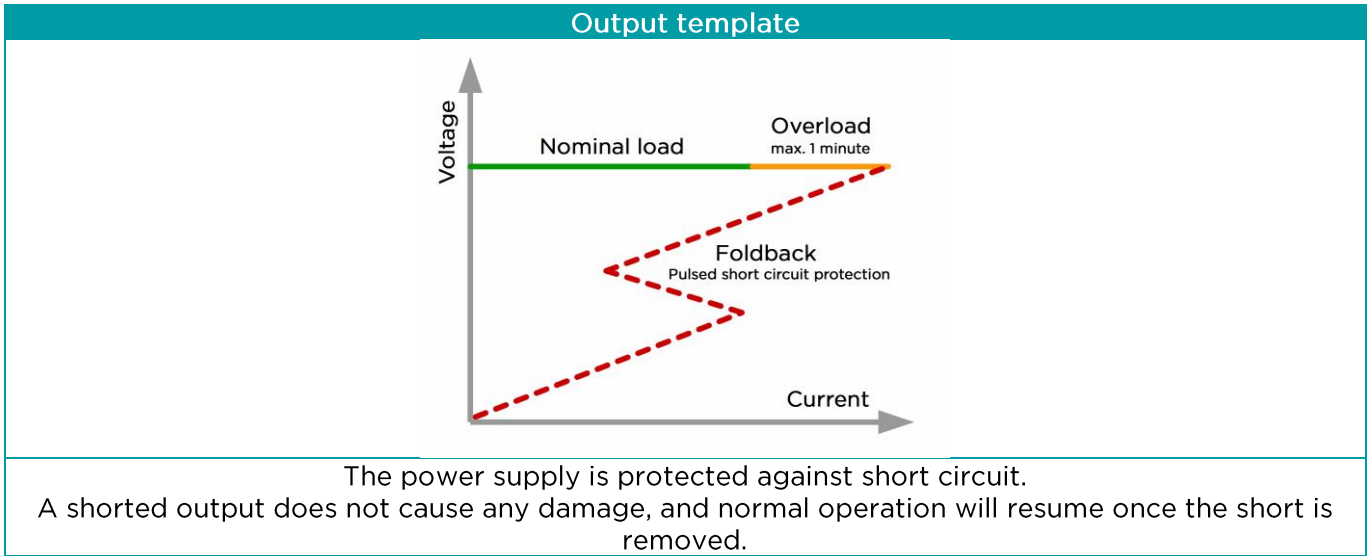 Output template
Voltage
Nominal load
Overload
max. 1 minute
Foldback
Pulsed short circuit protection
Current
The power supply is protected against short circuit.
A shorted output does not cause any damage, and normal operation will resume once the short is
removed.